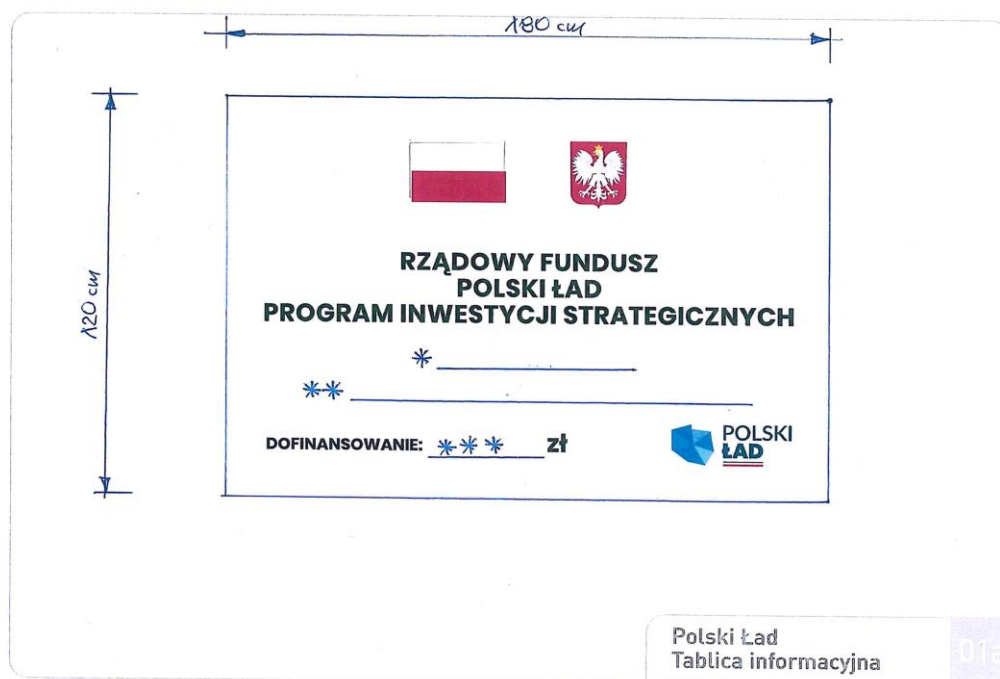 180 cm
120 cm
RZĄDOWY FUNDUSZ
POLSKI ŁAD
PROGRAM INWESTYCJI STRATEGICZNYCH
* 
**
DOFINANSOWANIE: *** zł
POLSKI
ŁAD
Polski Ład
Tablica informacyjna
01a